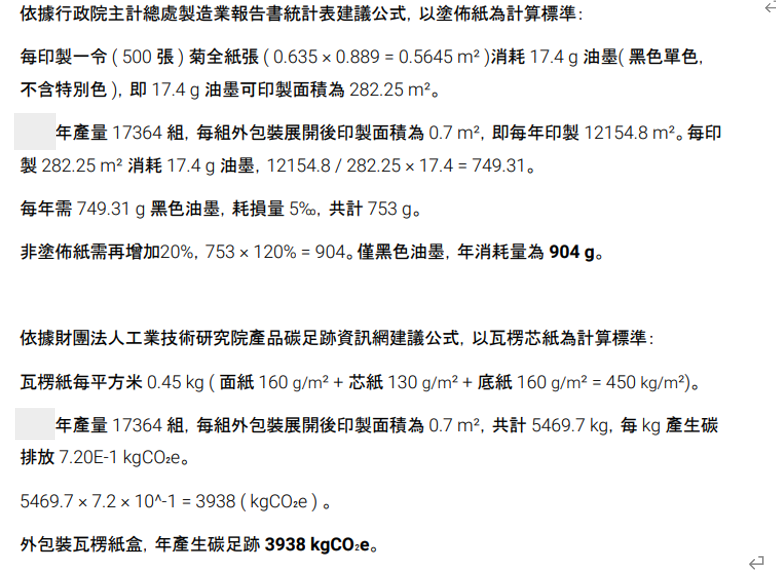 依據行政院主計總處製造業報告書統計表建議公式, 以塗佈紙為計算標準:
每印製一令 ( 500 張 ) 菊全紙張 ( 0.635 × 0.889 = 0.5645 m² )消耗 17.4 g 油墨( 黑色單色,
不含特別色 ), 即 17.4 g 油墨可印製面積為 282.25 m²。
年產量 17364 組, 每組外包裝展開後印製面積為 0.7 m², 即每年印製 12154.8 m²。每印
製 282.25 m² 消耗 17.4 g 油墨, 12154.8 / 282.25 × 17.4 = 749.31。
每年需 749.31 g 黑色油墨, 耗損量 5‰, 共計 753 g。
非塗佈紙需再增加20%, 753 × 120% = 904。僅黑色油墨, 年消耗量為 904 g。
依據財團法人工業技術研究院產品碳足跡資訊網建議公式, 以瓦楞芯紙為計算標準:
瓦楞紙每平方米 0.45 kg ( 面紙 160 g/m² + 芯紙 130 g/m² + 底紙 160 g/m² = 450 kg/m²)。
年產量 17364 組, 每組外包裝展開後印製面積為 0.7 m², 共計 5469.7 kg, 每 kg 產生碳
排放 7.20E-1 kgCO₂e。
5469.7 × 7.2 × 10^-1 = 3938 ( kgCO₂e ) 。
外包裝瓦楞紙盒, 年產生碳足跡 3938 kgCO₂e。